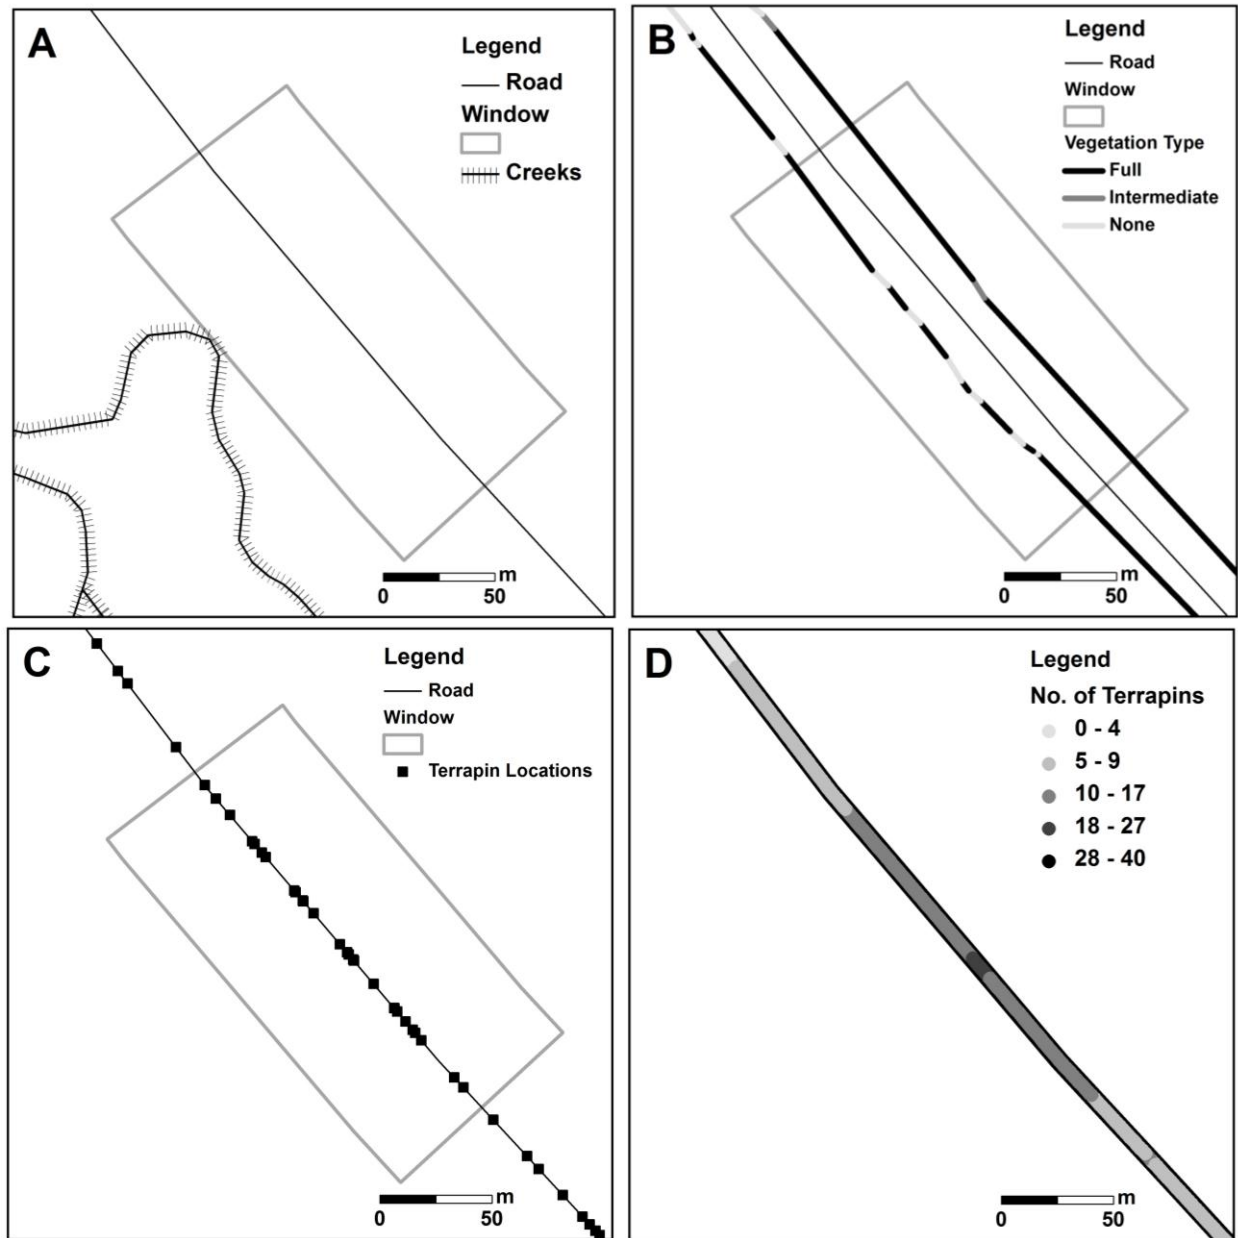 A
Legend
Road
Window
Creeks
m
0 50
B
Legend
Road
Window
Vegetation Type
Full
Intermediate
None
m
0 50
C
Legend
Road
Window
Terrapin Locations
m
0 50
D
Legend
No. of Terrapins
0 - 4
5 - 9
10 - 17
18 - 27
28 - 40
m
0 50